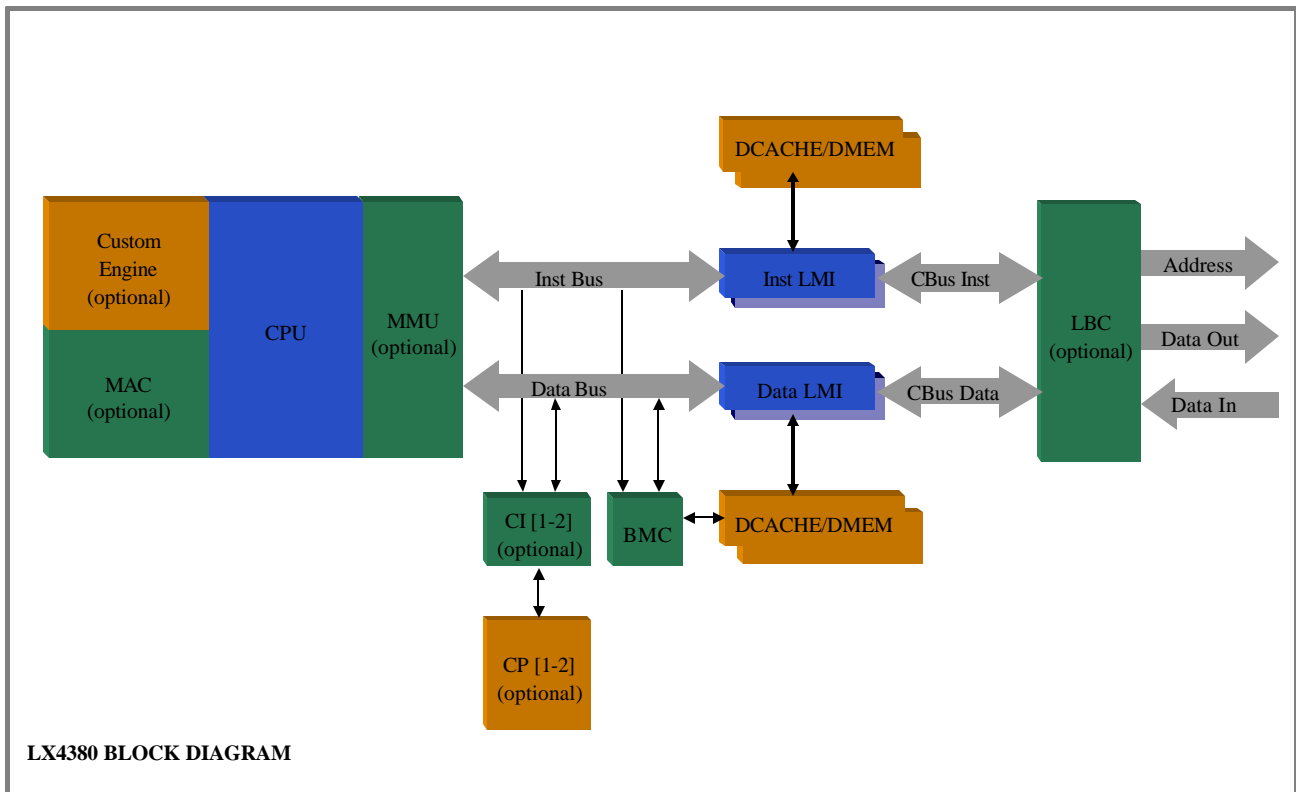 DCACHE/DMEM
Custom
Engine
(optional)
CPU
MMU
(optional)
MAC
(optional)
Inst Bus
Inst LMI
CBus Inst
LBC
(optional)
Address
Data Out
Data In
Data Bus
Data LMI
CBus Data
CI [1-2]
(optional)
BMC
DCACHE/DMEM
CP [1-2]
(optional)
LX4380 BLOCK DIAGRAM